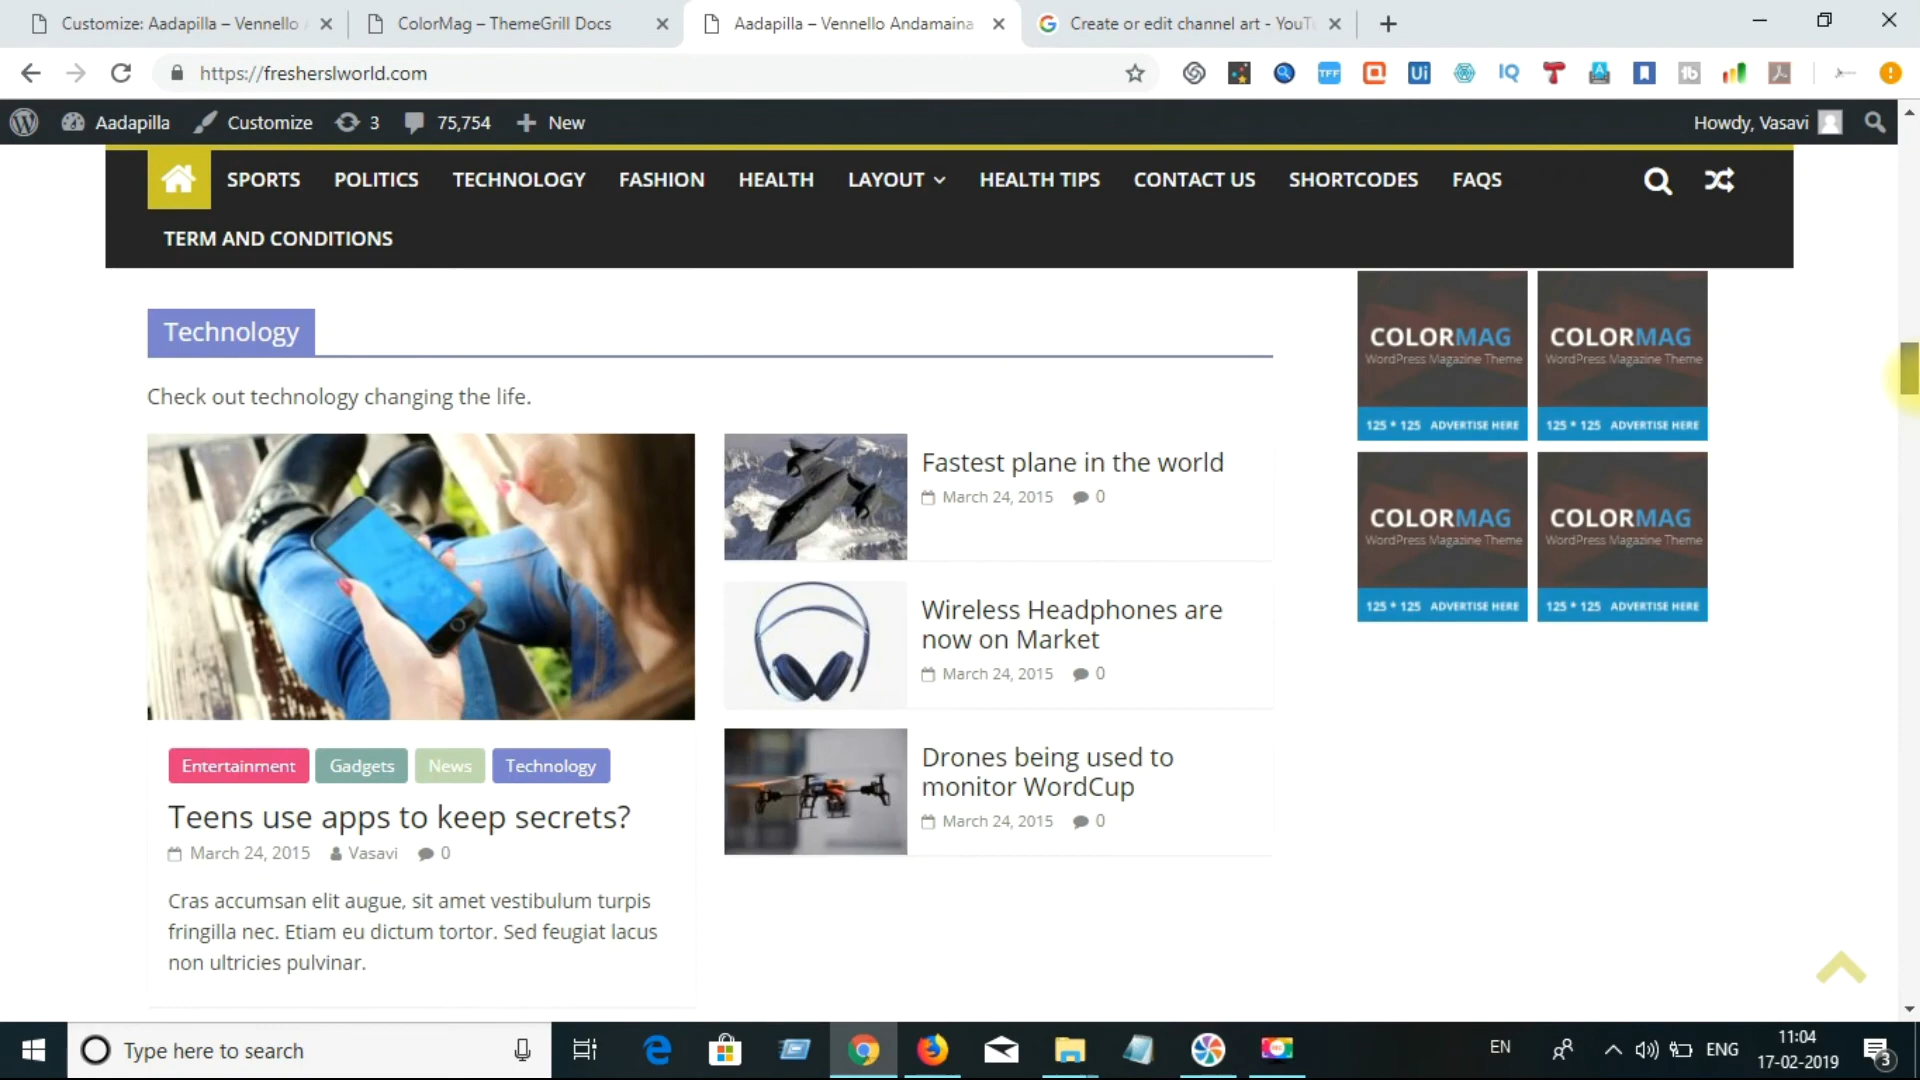 Customize: Aadapilla – Vennello
ColorMag – ThemeGrill Docs
Aadapilla – Vennello Andamaina
Create or edit channel art - YouTu
https://fresherslworld.com
TFF
Ui
IQ
Aadapilla
Customize
3
75,754
New
Howdy, Vasavi
SPORTS
POLITICS
TECHNOLOGY
FASHION
HEALTH
LAYOUT
HEALTH TIPS
CONTACT US
SHORTCODES
FAQS
TERM AND CONDITIONS
Technology
Check out technology changing the life.
Entertainment
Gadgets
News
Technology
Teens use apps to keep secrets?
March 24, 2015
Vasavi
0
Cras accumsan elit augue, sit amet vestibulum turpis
fringilla nec. Etiam eu dictum tortor. Sed feugiat lacus
non ultricies pulvinar.
Fastest plane in the world
March 24, 2015
0
Wireless Headphones are
now on Market
March 24, 2015
0
Drones being used to
monitor WordCup
March 24, 2015
0
COLORMAG
WordPress Magazine Theme
125 * 125 ADVERTISE HERE
COLORMAG
WordPress Magazine Theme
125 * 125 ADVERTISE HERE
COLORMAG
WordPress Magazine Theme
125 * 125 ADVERTISE HERE
COLORMAG
WordPress Magazine Theme
125 * 125 ADVERTISE HERE
Type here to search
EN
ENG
11:04
17-02-2019
3